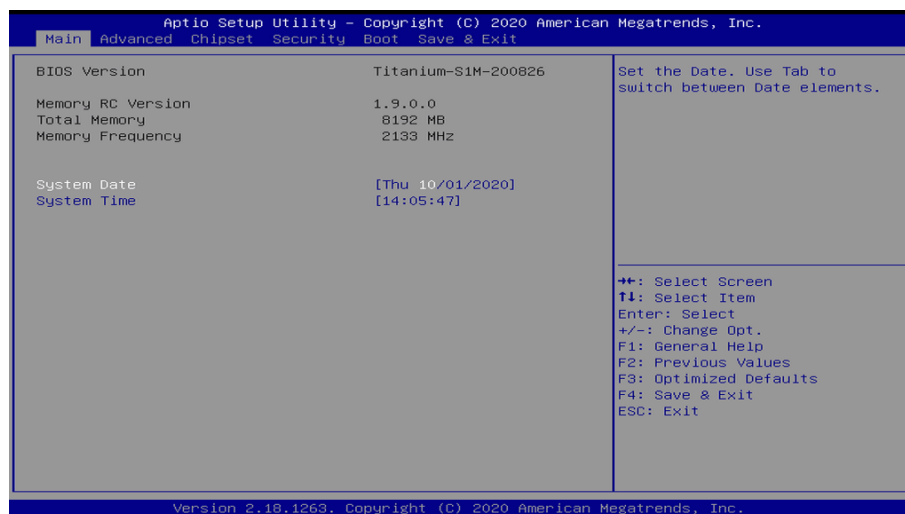 Aptio Setup Utility – Copyright (C) 2020 American Megatrends, Inc.
Main Advanced Chipset Security Boot Save & Exit
BIOS Version Titanium-S1M-200826
Memory RC Version 1.9.0.0
Total Memory 8192 MB
Memory Frequency 2133 MHz
System Date [Thu 10/01/2020]
System Time [14:05:47]
Set the Date. Use Tab to
switch between Date elements.
→←: Select Screen
↑↓: Select Item
Enter: Select
+/-: Change Opt.
F1: General Help
F2: Previous Values
F3: Optimized Defaults
F4: Save & Exit
ESC: Exit
Version 2.18.1263. Copyright (C) 2020 American Megatrends, Inc.